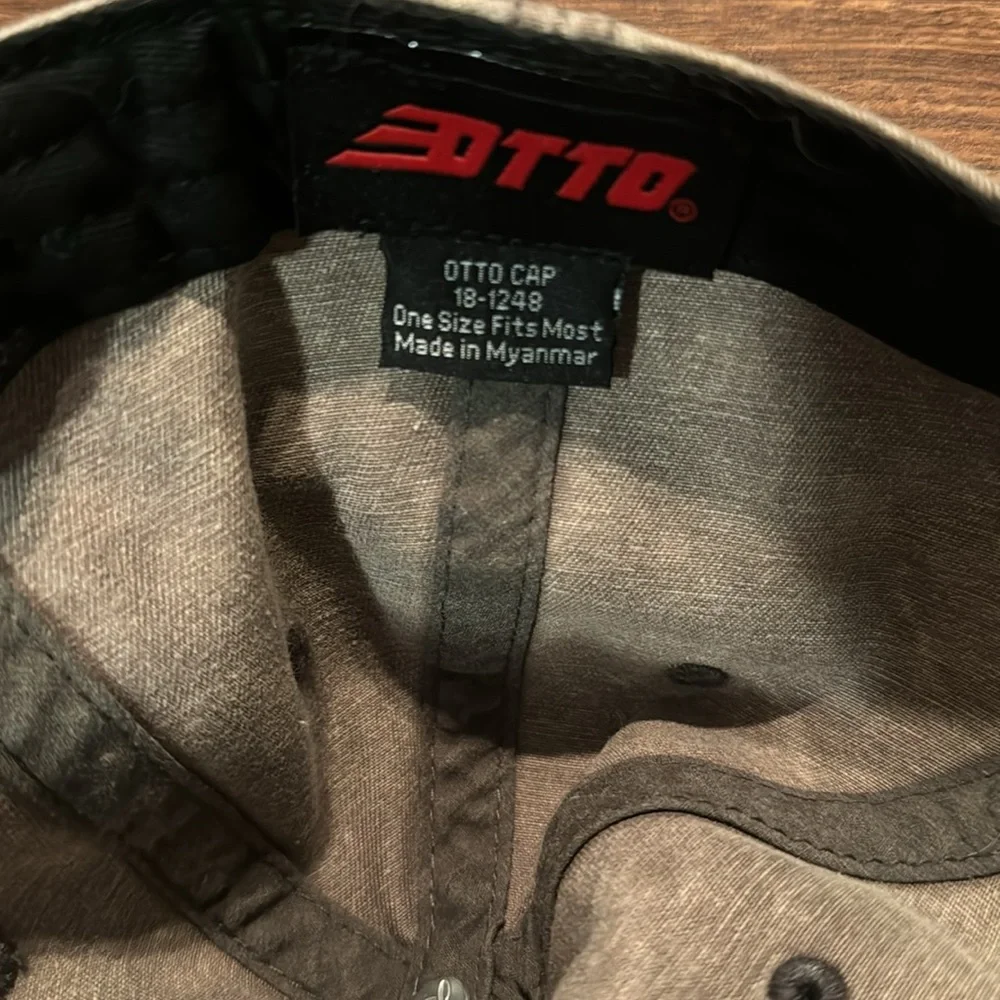 OTTO®
OTTO CAP
18-1248
One Size Fits Most
Made in Myanmar